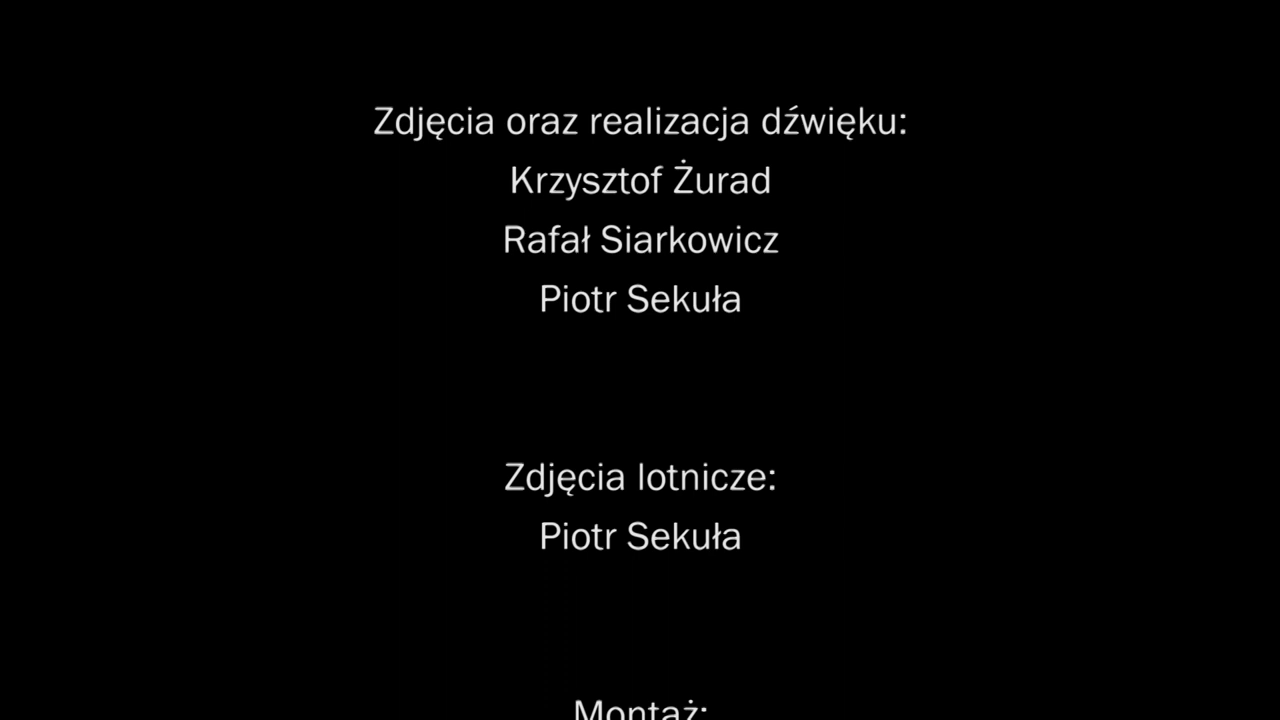 Zdjęcia oraz realizacja dźwięku:
Krzysztof Żurad
Rafał Siarkowicz
Piotr Sekuła
Zdjęcia lotnicze:
Piotr Sekuła
Montaż: